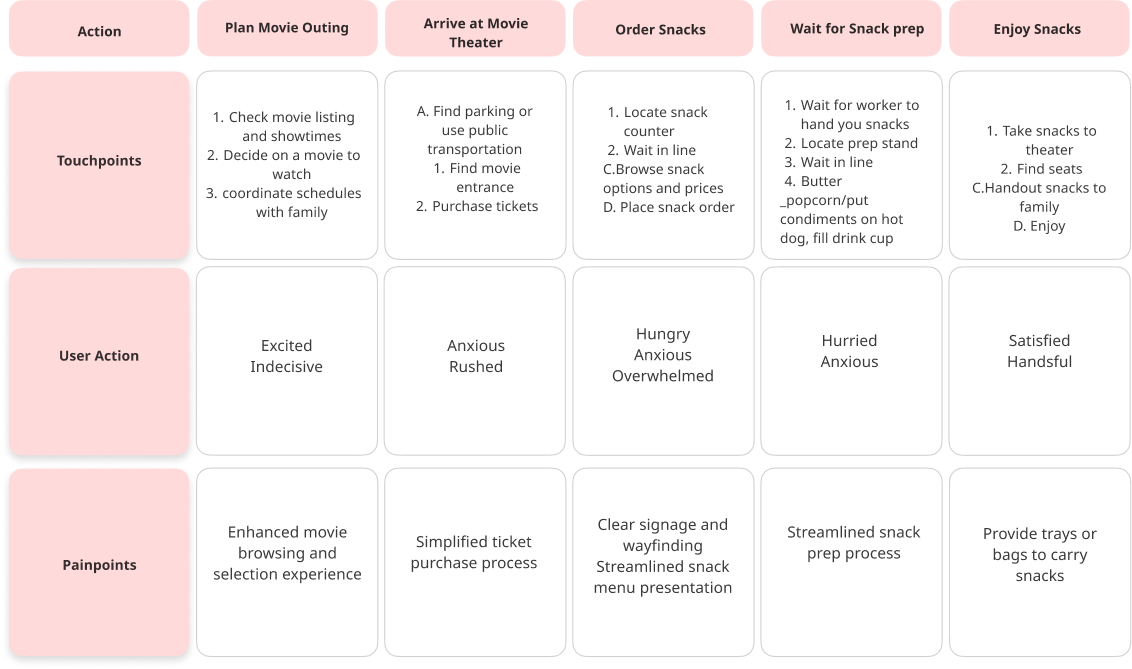 Action
Plan Movie Outing
Arrive at Movie
Theater
Order Snacks
Wait for Snack prep
Enjoy Snacks
Touchpoints
1. Check movie listing
and showtimes
2. Decide on a movie to
watch
3. coordinate schedules
with family
A. Find parking or
use public
transportation
1. Find movie
entrance
2. Purchase tickets
1. Locate snack
counter
2. Wait in line
C.Browse snack
options and prices
D. Place snack order
1. Wait for worker to
hand you snacks
2. Locate prep stand
3. Wait in line
4. Butter
_popcorn/put
condiments on hot
dog, fill drink cup
1. Take snacks to
theater
2. Find seats
C.Handout snacks to
family
D. Enjoy
User Action
Excited
Indecisive
Anxious
Rushed
Hungry
Anxious
Overwhelmed
Hurried
Anxious
Satisfied
Handsful
Painpoints
Enhanced movie
browsing and
selection experience
Simplified ticket
purchase process
Clear signage and
wayfinding
Streamlined snack
menu presentation
Streamlined snack
prep process
Provide trays or
bags to carry
snacks